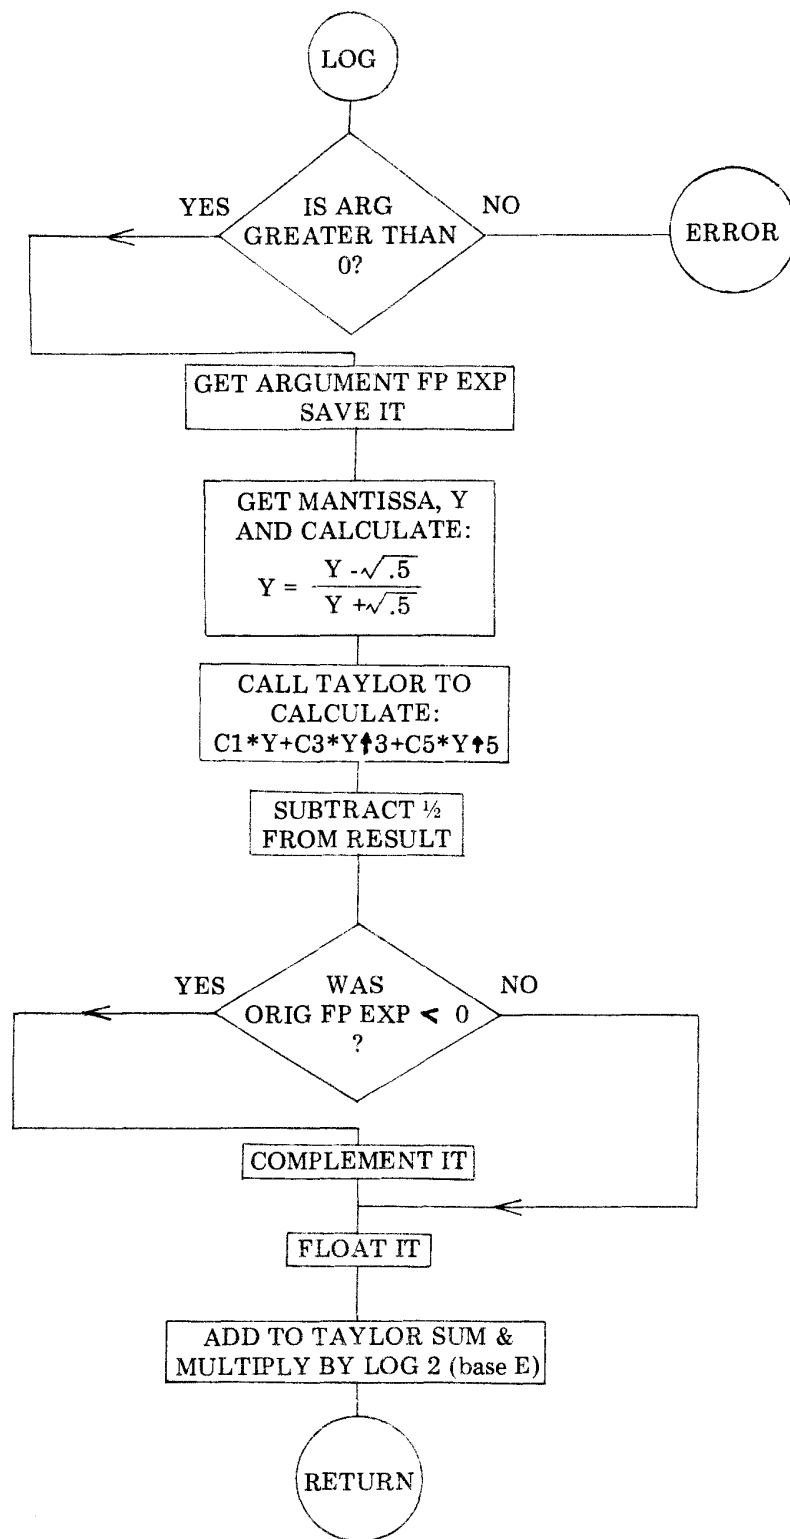 LOG
YES
IS ARG
GREATER THAN
0?
NO
ERROR
GET ARGUMENT FP EXP
SAVE IT
GET MANTISSA, Y
AND CALCULATE:
Y = (Y - √.5) / (Y + √.5)
CALL TAYLOR TO
CALCULATE:
C1*Y+C3*Y↑3+C5*Y↑5
SUBTRACT ½
FROM RESULT
YES
WAS
ORIG FP EXP < 0
?
NO
COMPLEMENT IT
FLOAT IT
ADD TO TAYLOR SUM &
MULTIPLY BY LOG 2 (base E)
RETURN